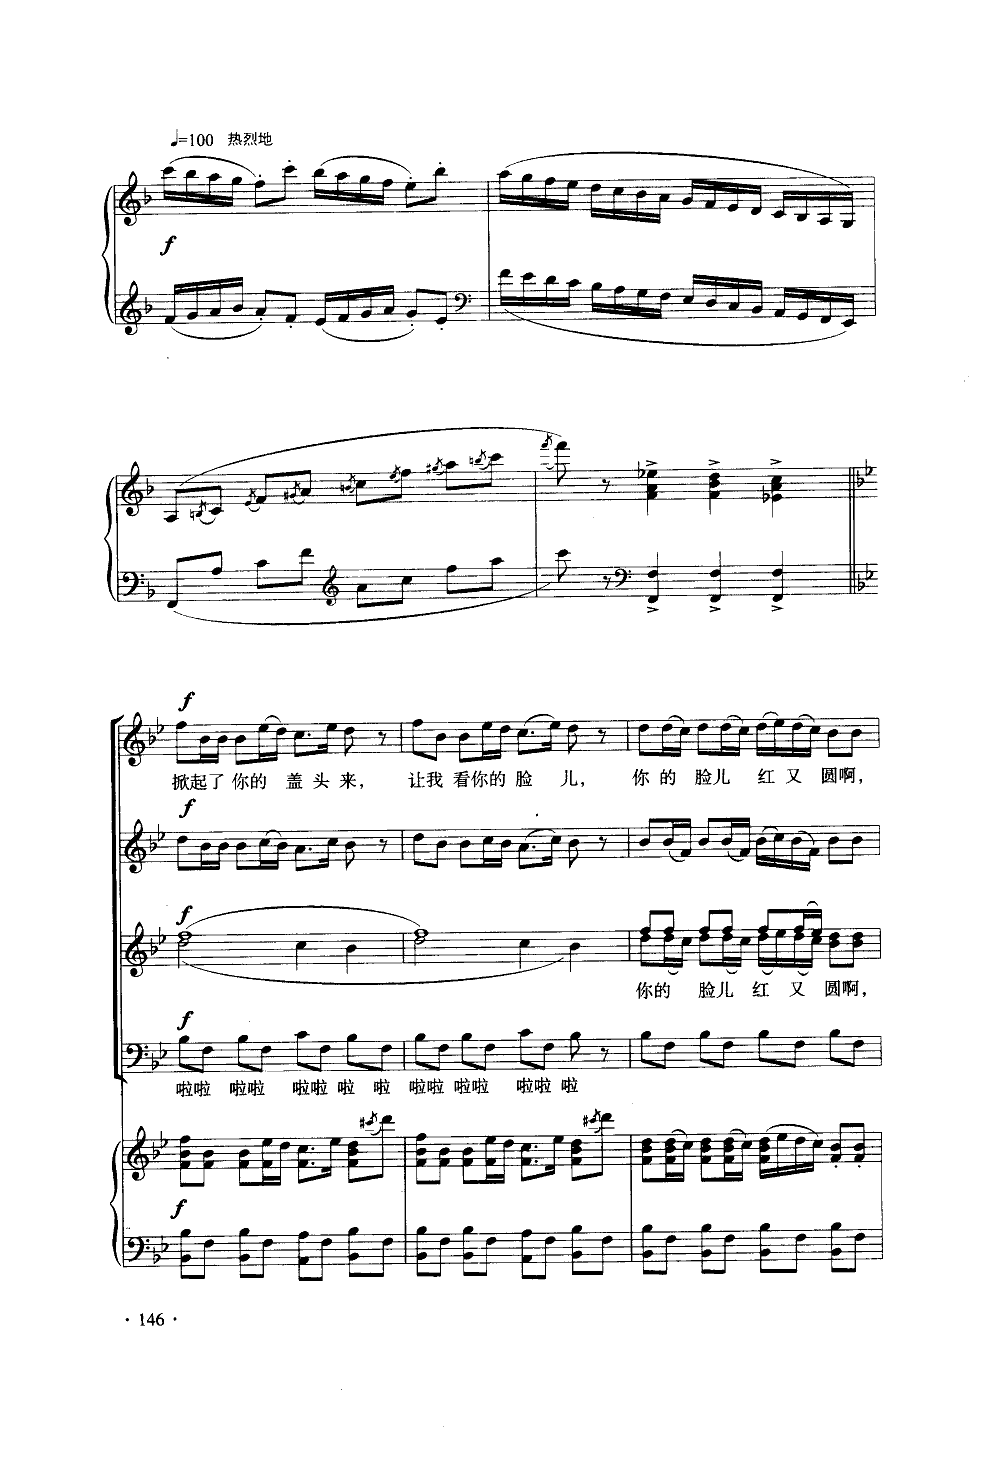 ♩=100 热烈地
f
f
掀起了你的 盖 头 来， 让我 看你的 脸 儿， 你 的 脸儿 红 又 圆啊，
f
f
你的 脸儿 红 又 圆啊，
f
啦啦 啦啦 啦啦 啦 啦 啦啦 啦啦 啦啦 啦
f
· 146 ·